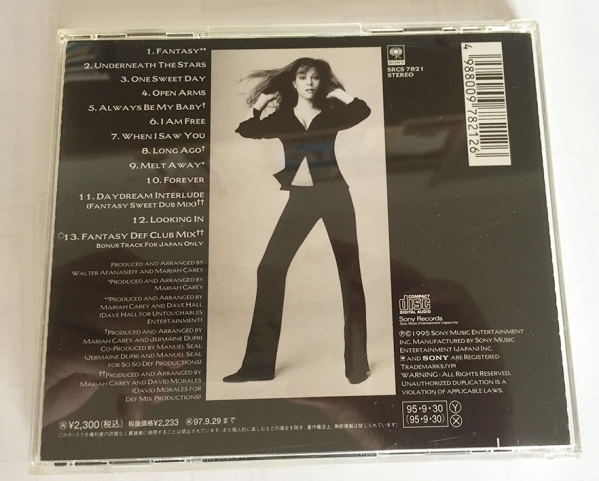 1. Fantasy**
2. Underneath The Stars
3. One Sweet Day
4. Open Arms
5. Always Be My Baby†
6. I Am Free
7. When I Saw You
8. Long Ago†
9. Melt Away*
10. Forever
11. Daydream Interlude
(Fantasy Sweet Dub Mix)††
12. Looking In
○13. Fantasy Def Club Mix††
Bonus Track For Japan Only
Produced and Arranged by
Walter Afanasieff and Mariah Carey
*Produced and Arranged by
Mariah Carey
**Produced and Arranged by
Mariah Carey and Dave Hall
(Dave Hall for Untouchables
Entertainment)
†Produced and Arranged by
Mariah Carey and Jermaine Dupri
Co-Produced by Manuel Seal
(Jermaine Dupri and Manuel Seal
for So So Def Productions)
††Produced and Arranged by
Mariah Carey and David Morales
(David Morales for
Def Mix Productions)
SONY
SRCS 7821
STEREO
4 988009 782126
COMPACT
disc
DIGITAL AUDIO
Sony Records
Ⓟ©1995 Sony Music Entertainment
Inc. Manufactured by Sony Music
Entertainment (Japan) Inc.
and SONY are Registered
Trademarks.(YP)
WARNING: All Rights Reserved.
Unauthorized duplication is a
violation of applicable laws.
¥2,300(税込) 税抜価格¥2,233 97.9.29まで
95・9・30 Y
(95・9・30) X